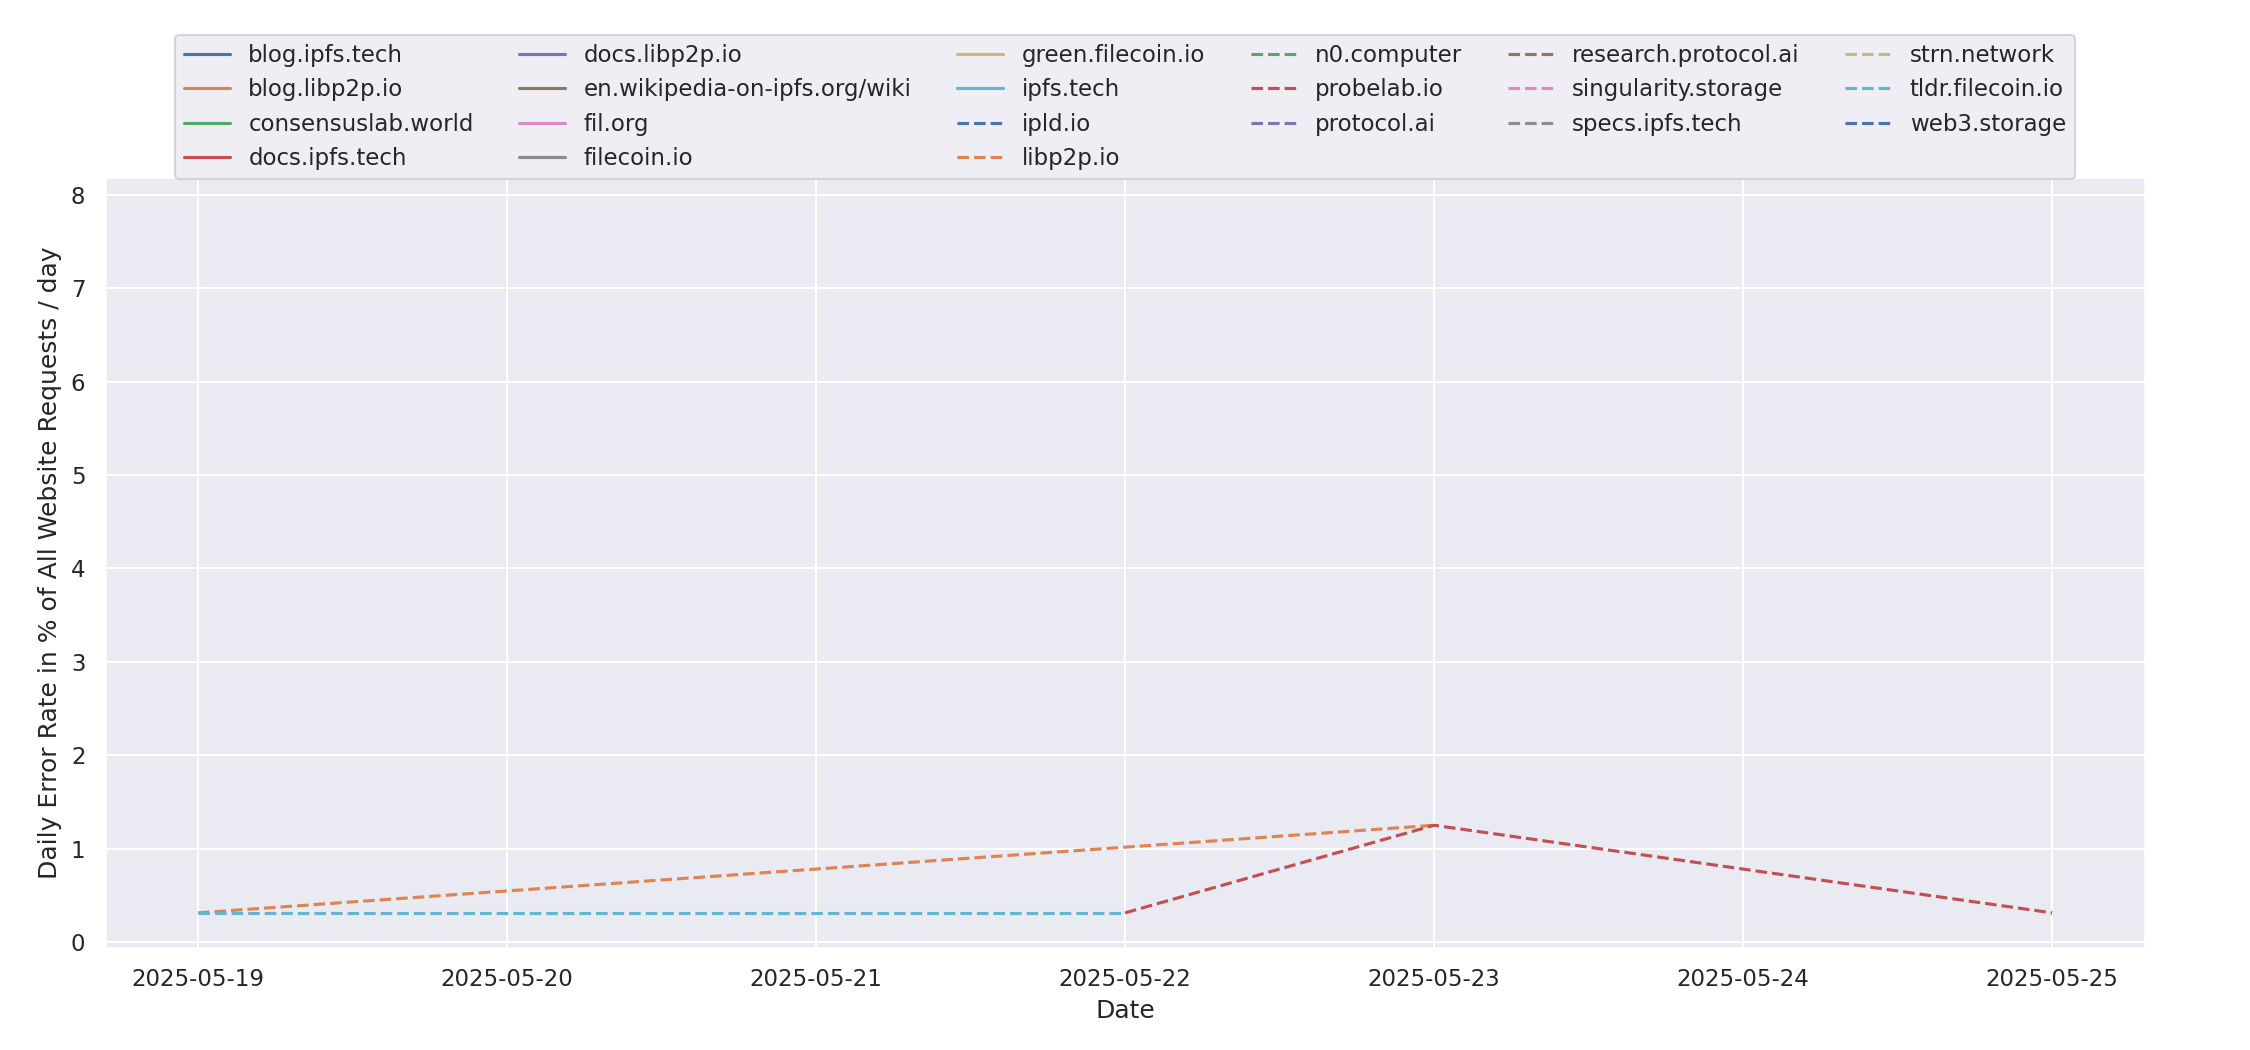 blog.ipfs.tech
blog.libp2p.io
consensuslab.world
docs.ipfs.tech
docs.libp2p.io
en.wikipedia-on-ipfs.org/wiki
fil.org
filecoin.io
green.filecoin.io
ipfs.tech
ipld.io
libp2p.io
n0.computer
probelab.io
protocol.ai
research.protocol.ai
singularity.storage
specs.ipfs.tech
strn.network
tldr.filecoin.io
web3.storage
Daily Error Rate in % of All Website Requests / day
8
7
6
5
4
3
2
1
0
2025-05-19 2025-05-20 2025-05-21 2025-05-22 2025-05-23 2025-05-24 2025-05-25
Date